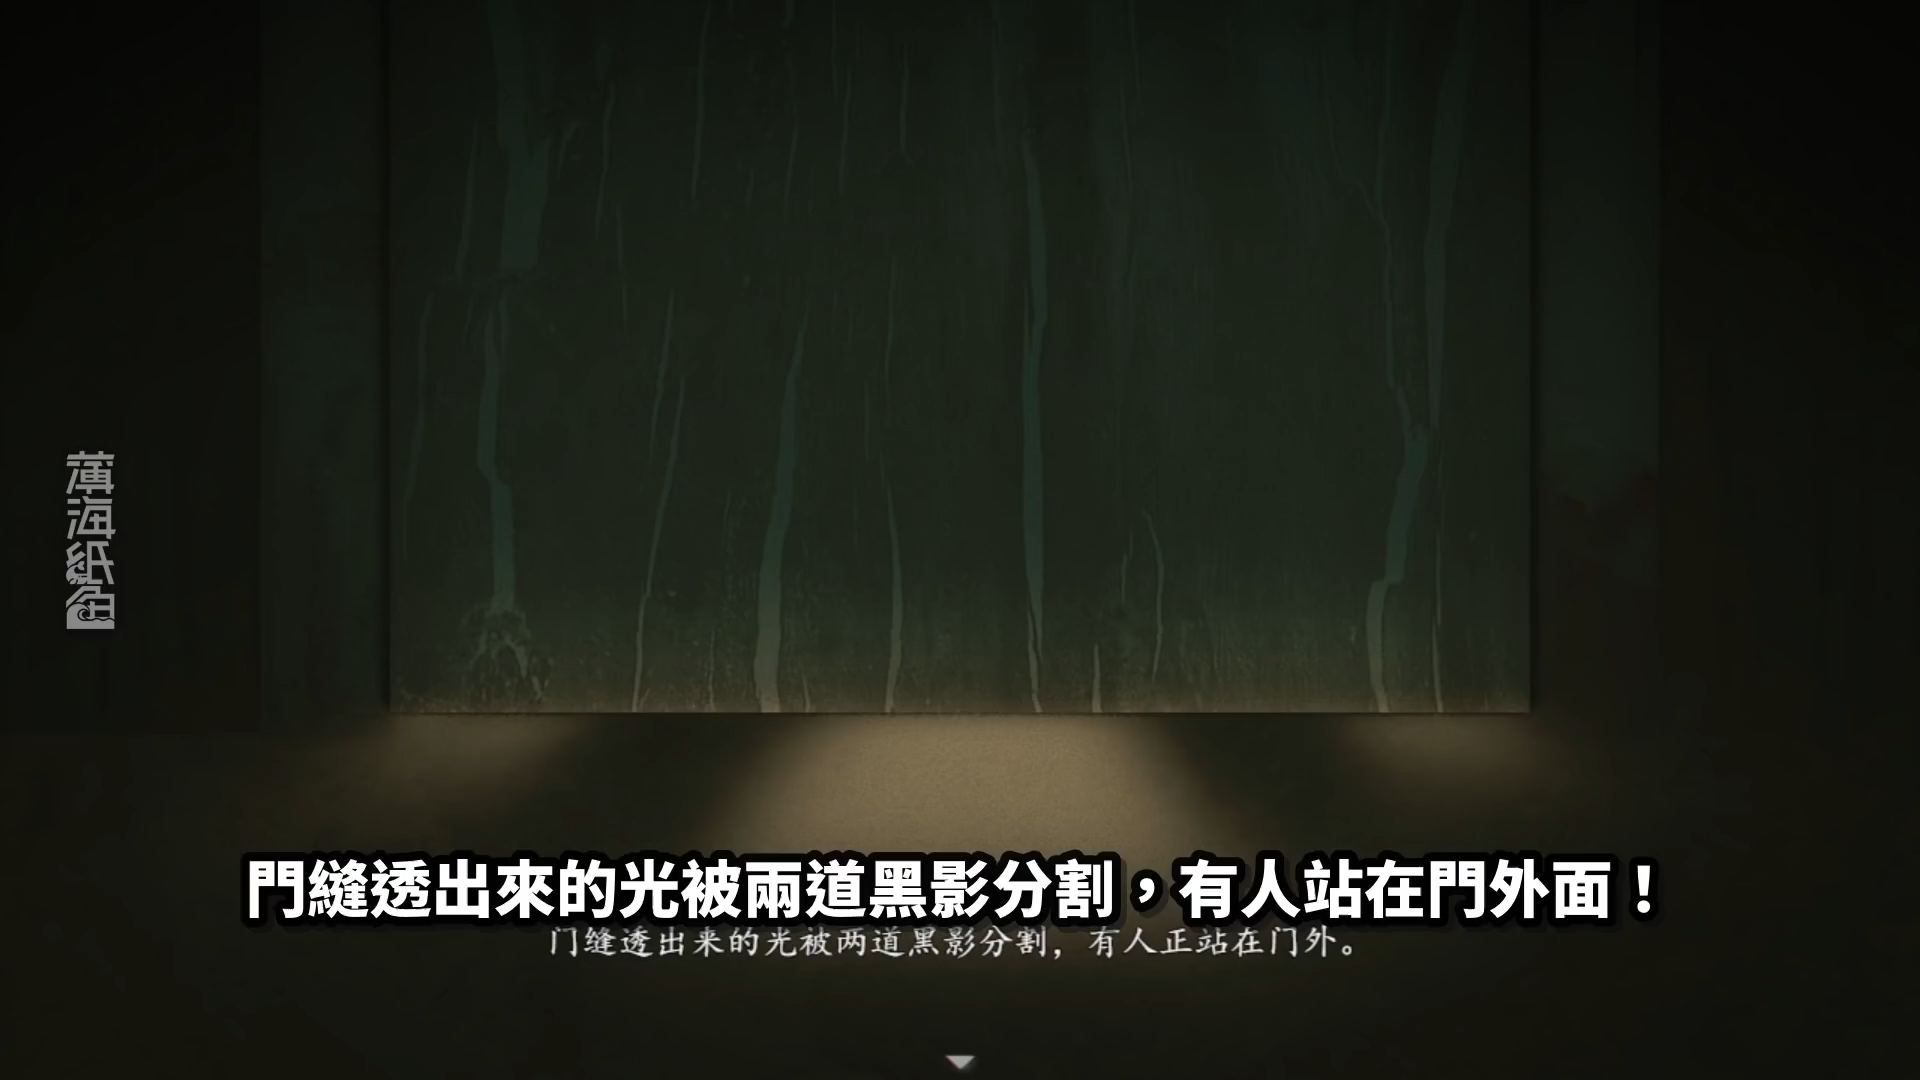 薄海紙魚
門縫透出來的光被兩道黑影分割，有人站在門外面！
门缝透出来的光被两道黑影分割，有人正站在门外。